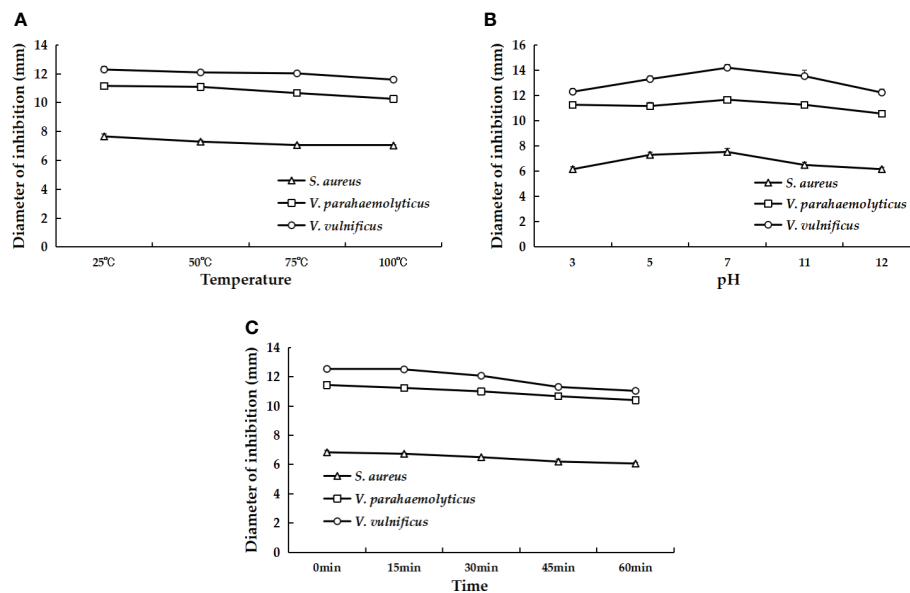 A
Diameter of inhibition (mm)
14
12
10
8
6
4
2
0
S. aureus
V. parahaemolyticus
V. vulnificus
25℃ 50℃ 75℃ 100℃
Temperature
B
Diameter of inhibition (mm)
16
14
12
10
8
6
4
2
0
S. aureus
V. parahaemolyticus
V. vulnificus
3 5 7 11 12
pH
C
Diameter of inhibition (mm)
14
12
10
8
6
4
2
0
S. aureus
V. parahaemolyticus
V. vulnificus
0min 15min 30min 45min 60min
Time